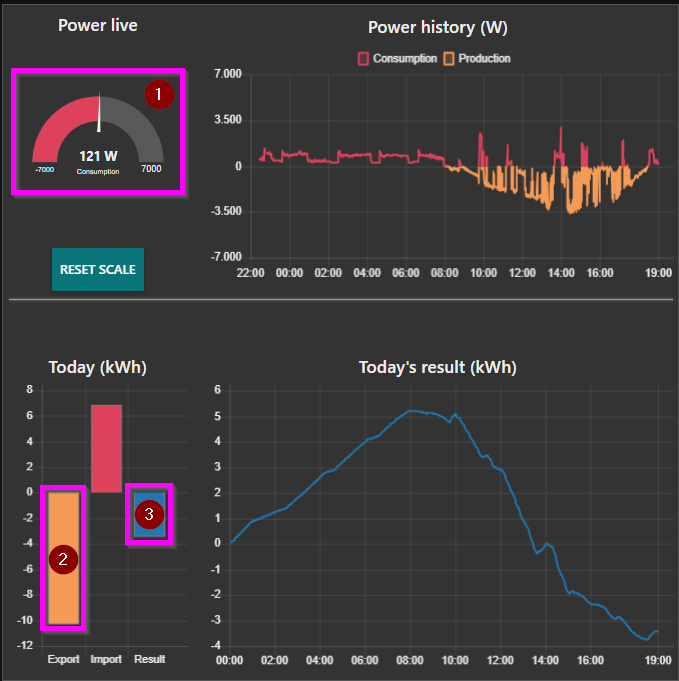 Power live
1
121 W
-7000
Consumption
7000
RESET SCALE
Power history (W)
Consumption Production
7.000
3.500
0
-3.500
-7.000
22:00 00:00 02:00 04:00 06:00 08:00 10:00 12:00 14:00 16:00 19:00
Today (kWh)
8
6
4
2
0
-2
-4
-6
-8
-10
-12
2
3
Export Import Result
Today's result (kWh)
6
5
4
3
2
1
0
-1
-2
-3
-4
00:00 02:00 04:00 06:00 08:00 10:00 12:00 14:00 16:00 19:00